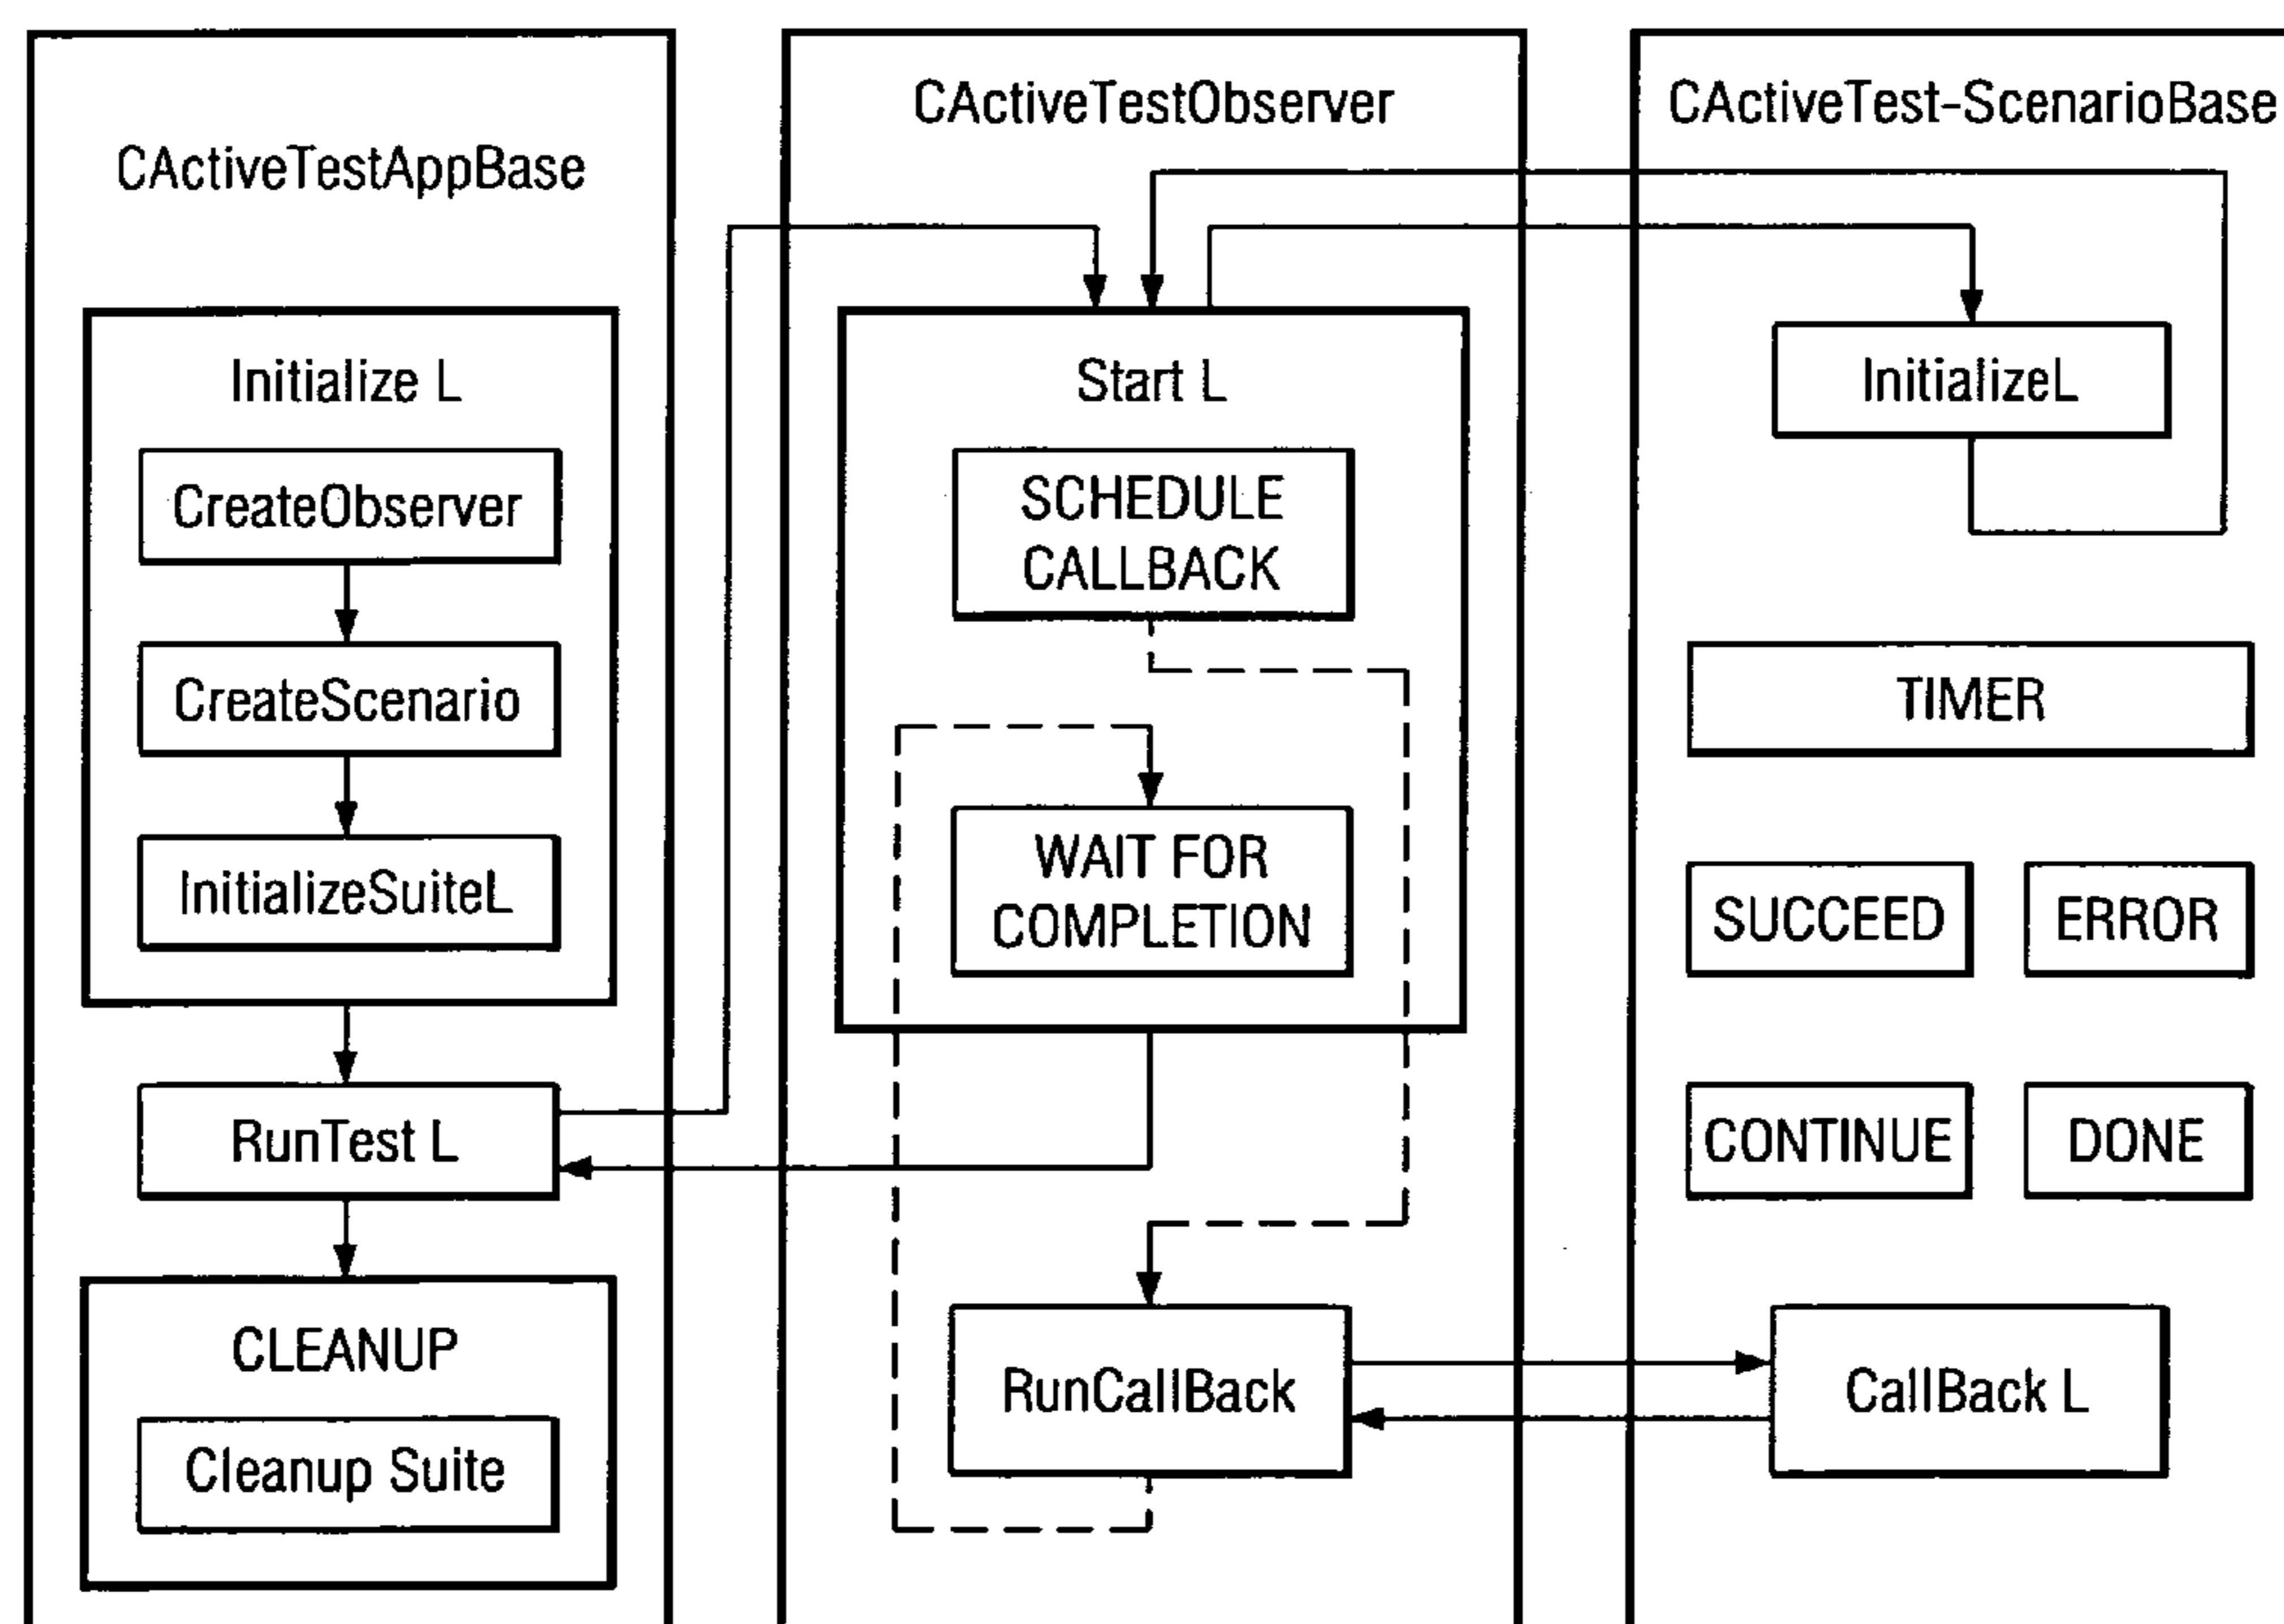 CActiveTestAppBase
Initialize L
CreateObserver
CreateScenario
InitializeSuiteL
RunTest L
CLEANUP
Cleanup Suite
CActiveTestObserver
Start L
SCHEDULE
CALLBACK
WAIT FOR
COMPLETION
RunCallBack
CActiveTest-ScenarioBase
InitializeL
TIMER
SUCCEED
ERROR
CONTINUE
DONE
CallBack L